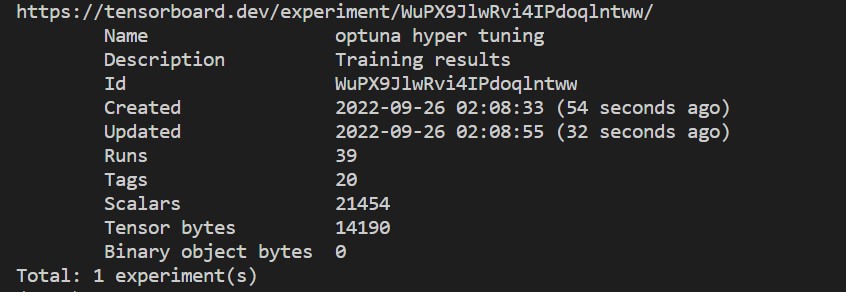 https://tensorboard.dev/experiment/WuPX9JlwRvi4IPdoqlntww/
Name optuna hyper tuning
Description Training results
Id WuPX9JlwRvi4IPdoqlntww
Created 2022-09-26 02:08:33 (54 seconds ago)
Updated 2022-09-26 02:08:55 (32 seconds ago)
Runs 39
Tags 20
Scalars 21454
Tensor bytes 14190
Binary object bytes 0
Total: 1 experiment(s)